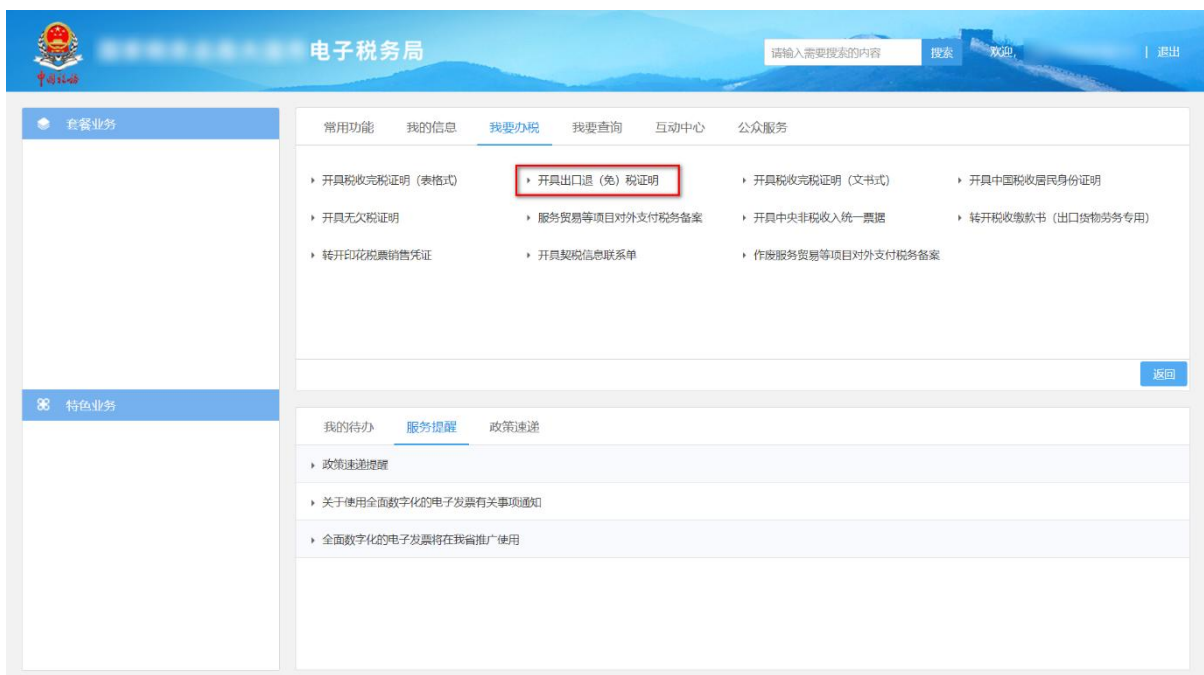 电子税务局
请输入需要搜索的内容 搜索 欢迎, | 退出
中国税务
套餐业务
常用功能 我的信息 我要办税 我要查询 互动中心 公众服务
开具税收完税证明（表格式） 开具出口退（免）税证明 开具税收完税证明（文书式） 开具中国税收居民身份证明
开具无欠税证明 服务贸易等项目对外支付税务备案 开具中央非税收入统一票据 转开税收缴款书（出口货物劳务专用）
转开印花税票销售凭证 开具契税信息联系单 作废服务贸易等项目对外支付税务备案
返回
特色业务
我的待办 服务提醒 政策速递
政策速递提醒
关于使用全面数字化的电子发票有关事项通知
全面数字化的电子发票将在我省推广使用